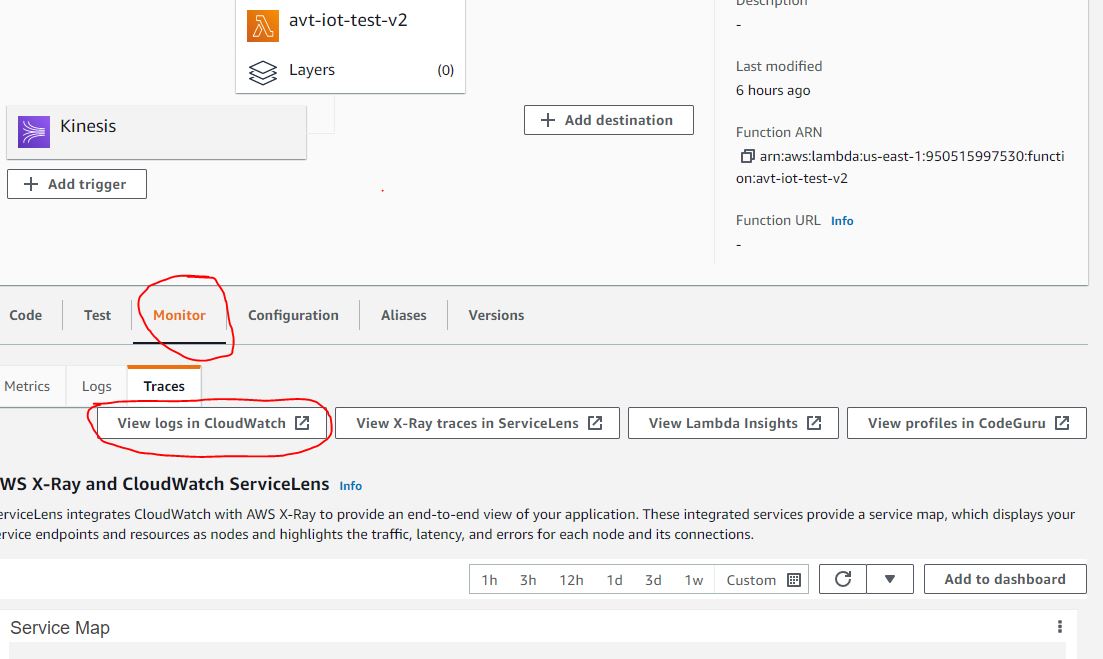 avt-iot-test-v2
Layers
(0)
Kinesis
Add trigger
Add destination
Description
-
Last modified
6 hours ago
Function ARN
arn:aws:lambda:us-east-1:950515997530:functi
on:avt-iot-test-v2
Function URL Info
-
Code Test Monitor Configuration Aliases Versions
Metrics Logs Traces
View logs in CloudWatch View X-Ray traces in ServiceLens View Lambda Insights View profiles in CodeGuru
WS X-Ray and CloudWatch ServiceLens Info
erviceLens integrates CloudWatch with AWS X-Ray to provide an end-to-end view of your application. These integrated services provide a service map, which displays your
ervice endpoints and resources as nodes and highlights the traffic, latency, and errors for each node and its connections.
1h 3h 12h 1d 3d 1w Custom Add to dashboard
Service Map